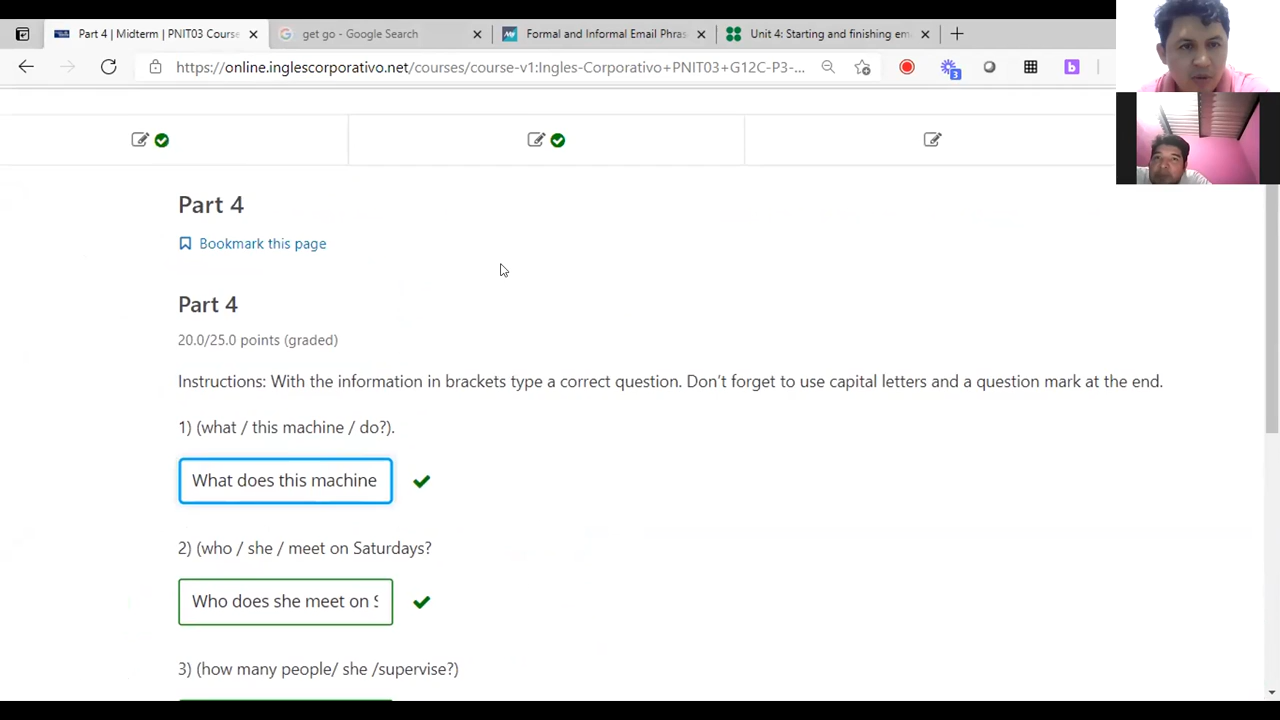 Part 4 | Midterm | PNIT03 Course
get go - Google Search
Formal and Informal Email Phras
Unit 4: Starting and finishing em
https://online.inglescorporativo.net/courses/course-v1:Ingles-Corporativo+PNIT03+G12C-P3-...
3
b
Part 4
Bookmark this page
Part 4
20.0/25.0 points (graded)
Instructions: With the information in brackets type a correct question. Don't forget to use capital letters and a question mark at the end.
1) (what / this machine / do?).
What does this machine
2) (who / she / meet on Saturdays?
Who does she meet on S
3) (how many people/ she /supervise?)